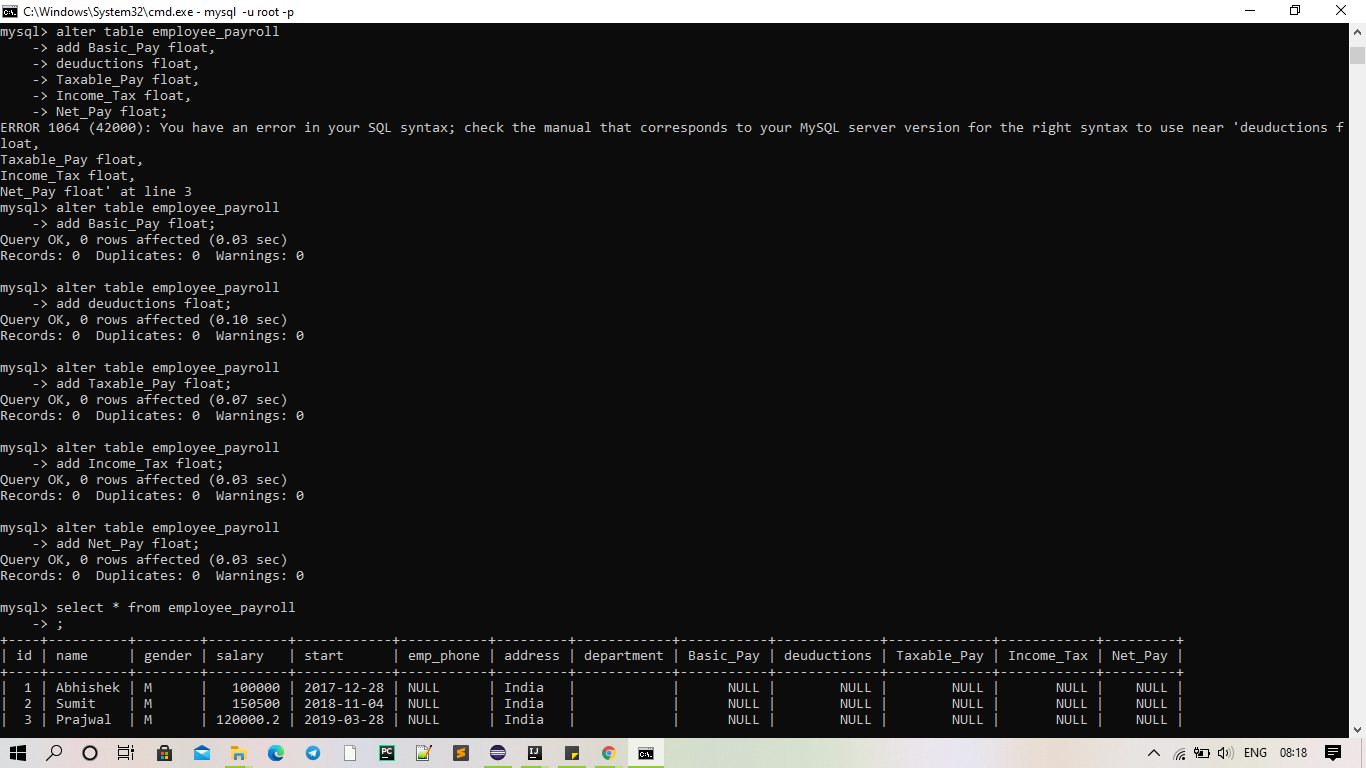 C:\Windows\System32\cmd.exe - mysql  -u root -p
mysql> alter table employee_payroll
    -> add Basic_Pay float,
    -> deuductions float,
    -> Taxable_Pay float,
    -> Income_Tax float,
    -> Net_Pay float;
ERROR 1064 (42000): You have an error in your SQL syntax; check the manual that corresponds to your MySQL server version for the right syntax to use near 'deuductions f
loat,
Taxable_Pay float,
Income_Tax float,
Net_Pay float' at line 3
mysql> alter table employee_payroll
    -> add Basic_Pay float;
Query OK, 0 rows affected (0.03 sec)
Records: 0  Duplicates: 0  Warnings: 0

mysql> alter table employee_payroll
    -> add deuductions float;
Query OK, 0 rows affected (0.10 sec)
Records: 0  Duplicates: 0  Warnings: 0

mysql> alter table employee_payroll
    -> add Taxable_Pay float;
Query OK, 0 rows affected (0.07 sec)
Records: 0  Duplicates: 0  Warnings: 0

mysql> alter table employee_payroll
    -> add Income_Tax float;
Query OK, 0 rows affected (0.03 sec)
Records: 0  Duplicates: 0  Warnings: 0

mysql> alter table employee_payroll
    -> add Net_Pay float;
Query OK, 0 rows affected (0.03 sec)
Records: 0  Duplicates: 0  Warnings: 0

mysql> select * from employee_payroll
    -> ;
+----+----------+--------+----------+------------+-----------+---------+------------+-----------+-------------+-------------+------------+---------+
| id | name     | gender | salary   | start      | emp_phone | address | department | Basic_Pay | deuductions | Taxable_Pay | Income_Tax | Net_Pay |
+----+----------+--------+----------+------------+-----------+---------+------------+-----------+-------------+-------------+------------+---------+
|  1 | Abhishek | M      |   100000 | 2017-12-28 | NULL      | India   |            |      NULL |        NULL |        NULL |       NULL |    NULL |
|  2 | Sumit    | M      |   150500 | 2018-11-04 | NULL      | India   |            |      NULL |        NULL |        NULL |       NULL |    NULL |
|  3 | Prajwal  | M      | 120000.2 | 2019-03-28 | NULL      | India   |            |      NULL |        NULL |        NULL |       NULL |    NULL |
PC
IJ
ENG
08:18